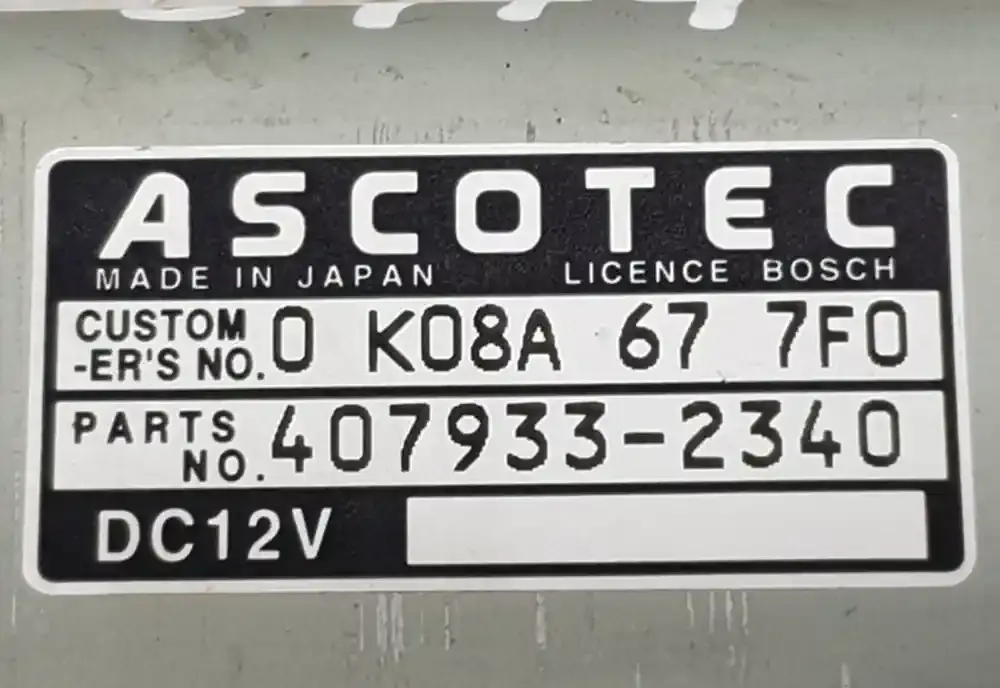 ASCOTEC
MADE IN JAPAN LICENCE BOSCH
CUSTOM
-ER'S NO. 0 K08A 67 7F0
PARTS
NO. 407933-2340
DC12V